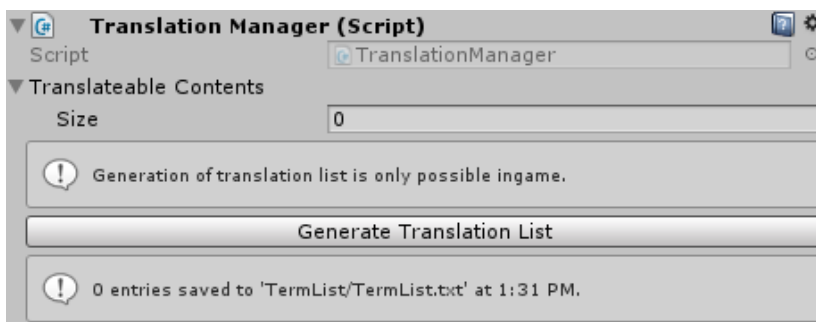 Translation Manager (Script)
Script TranslationManager
Translateable Contents
Size 0
Generation of translation list is only possible ingame.
Generate Translation List
0 entries saved to 'TermList/TermList.txt' at 1:31 PM.